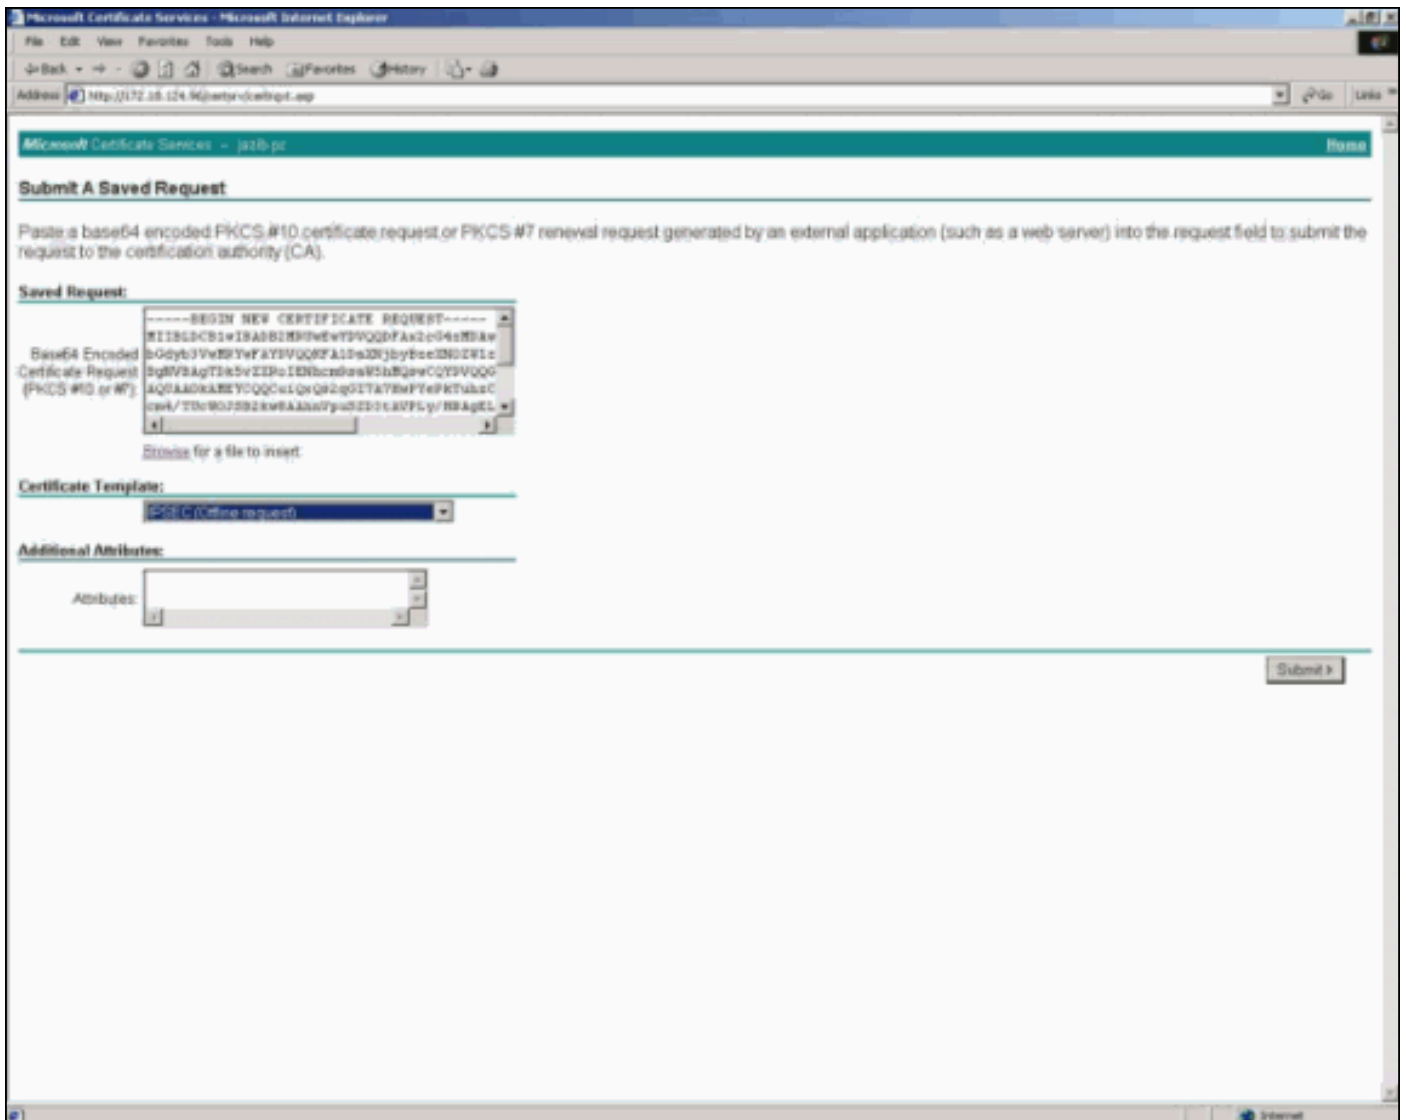 Microsoft Certificate Services - Microsoft Internet Explorer
File Edit View Favorites Tools Help
Back Search Favorites History
Address Go Links
Microsoft Certificate Services -- jazib-pc Home
Submit A Saved Request
Paste a base64 encoded PKCS #10 certificate request or PKCS #7 renewal request generated by an external application (such as a web server) into the request field to submit the
request to the certification authority (CA).
Saved Request:
-----BEGIN NEW CERTIFICATE REQUEST-----
Base64 Encoded
Certificate Request
(PKCS #10 or #7):
Browse for a file to insert.
Certificate Template:
IPSEC (Offline request)
Additional Attributes:
Attributes:
Submit >
Internet